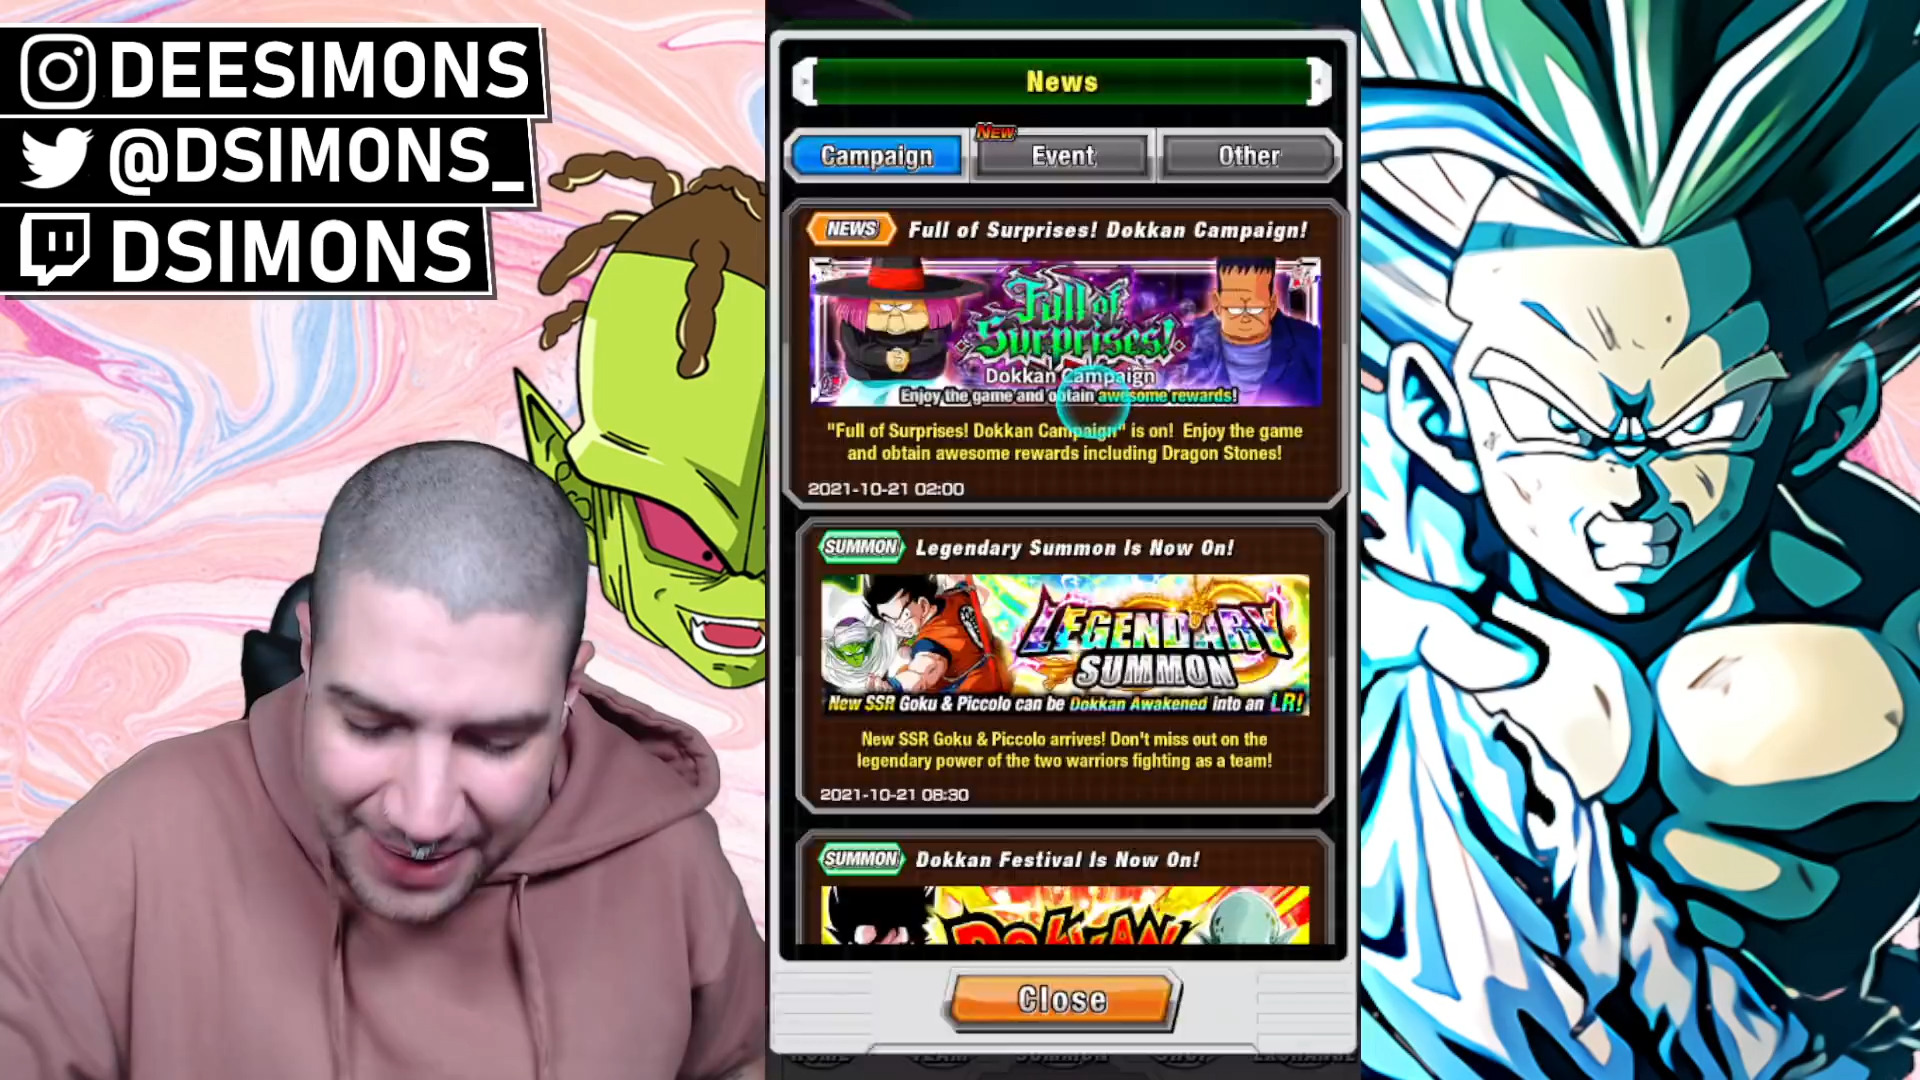 DEESIMONS
@DSIMONS_
DSIMONS
News
Campaign
New
Event
Other
NEWS
Full of Surprises! Dokkan Campaign!
Full of
Surprises!
Dokkan Campaign
Enjoy the game and obtain awesome rewards!
"Full of Surprises! Dokkan Campaign" is on! Enjoy the game
and obtain awesome rewards including Dragon Stones!
2021-10-21 02:00
SUMMON
Legendary Summon Is Now On!
LEGENDARY
SUMMON
New SSR Goku & Piccolo can be Dokkan Awakened into an LR!
New SSR Goku & Piccolo arrives! Don't miss out on the
legendary power of the two warriors fighting as a team!
2021-10-21 08:30
SUMMON
Dokkan Festival Is Now On!
DOKKAN
Close